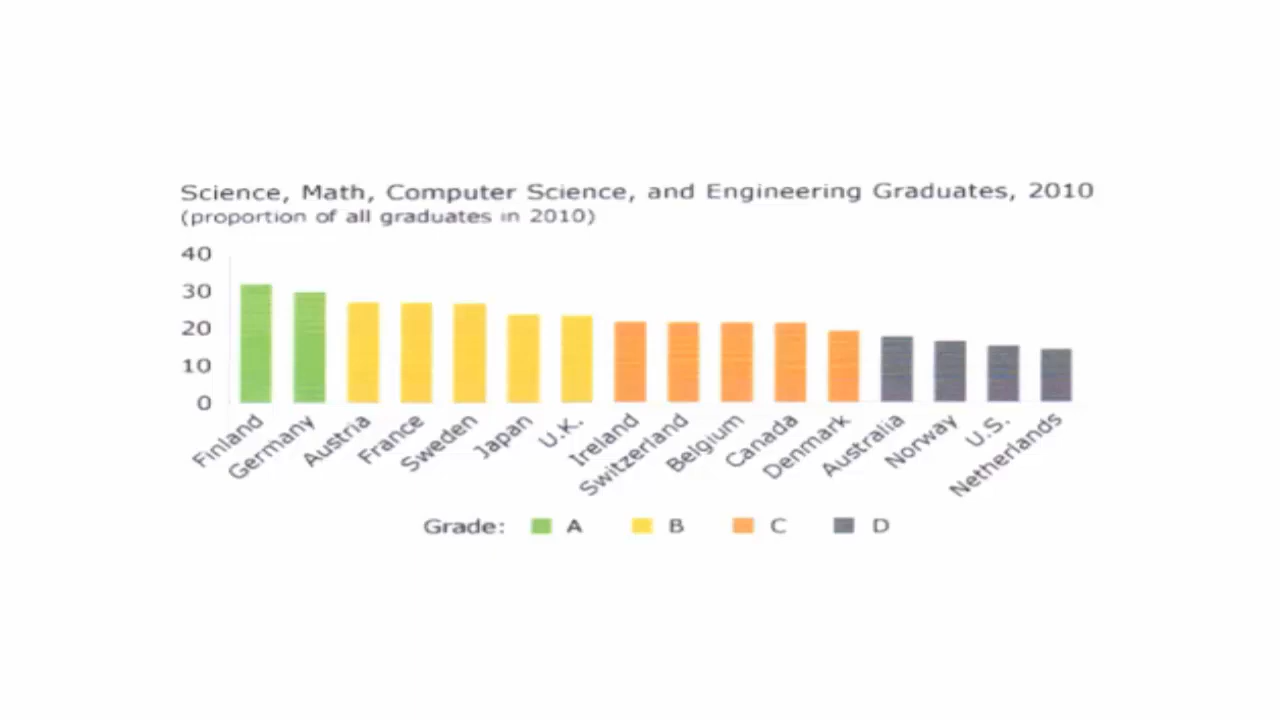 Science, Math, Computer Science, and Engineering Graduates, 2010
(proportion of all graduates in 2010)
40
30
20
10
0
Finland
Germany
Austria
France
Sweden
Japan
U.K.
Ireland
Switzerland
Belgium
Canada
Denmark
Australia
Norway
U.S.
Netherlands
Grade: A B C D